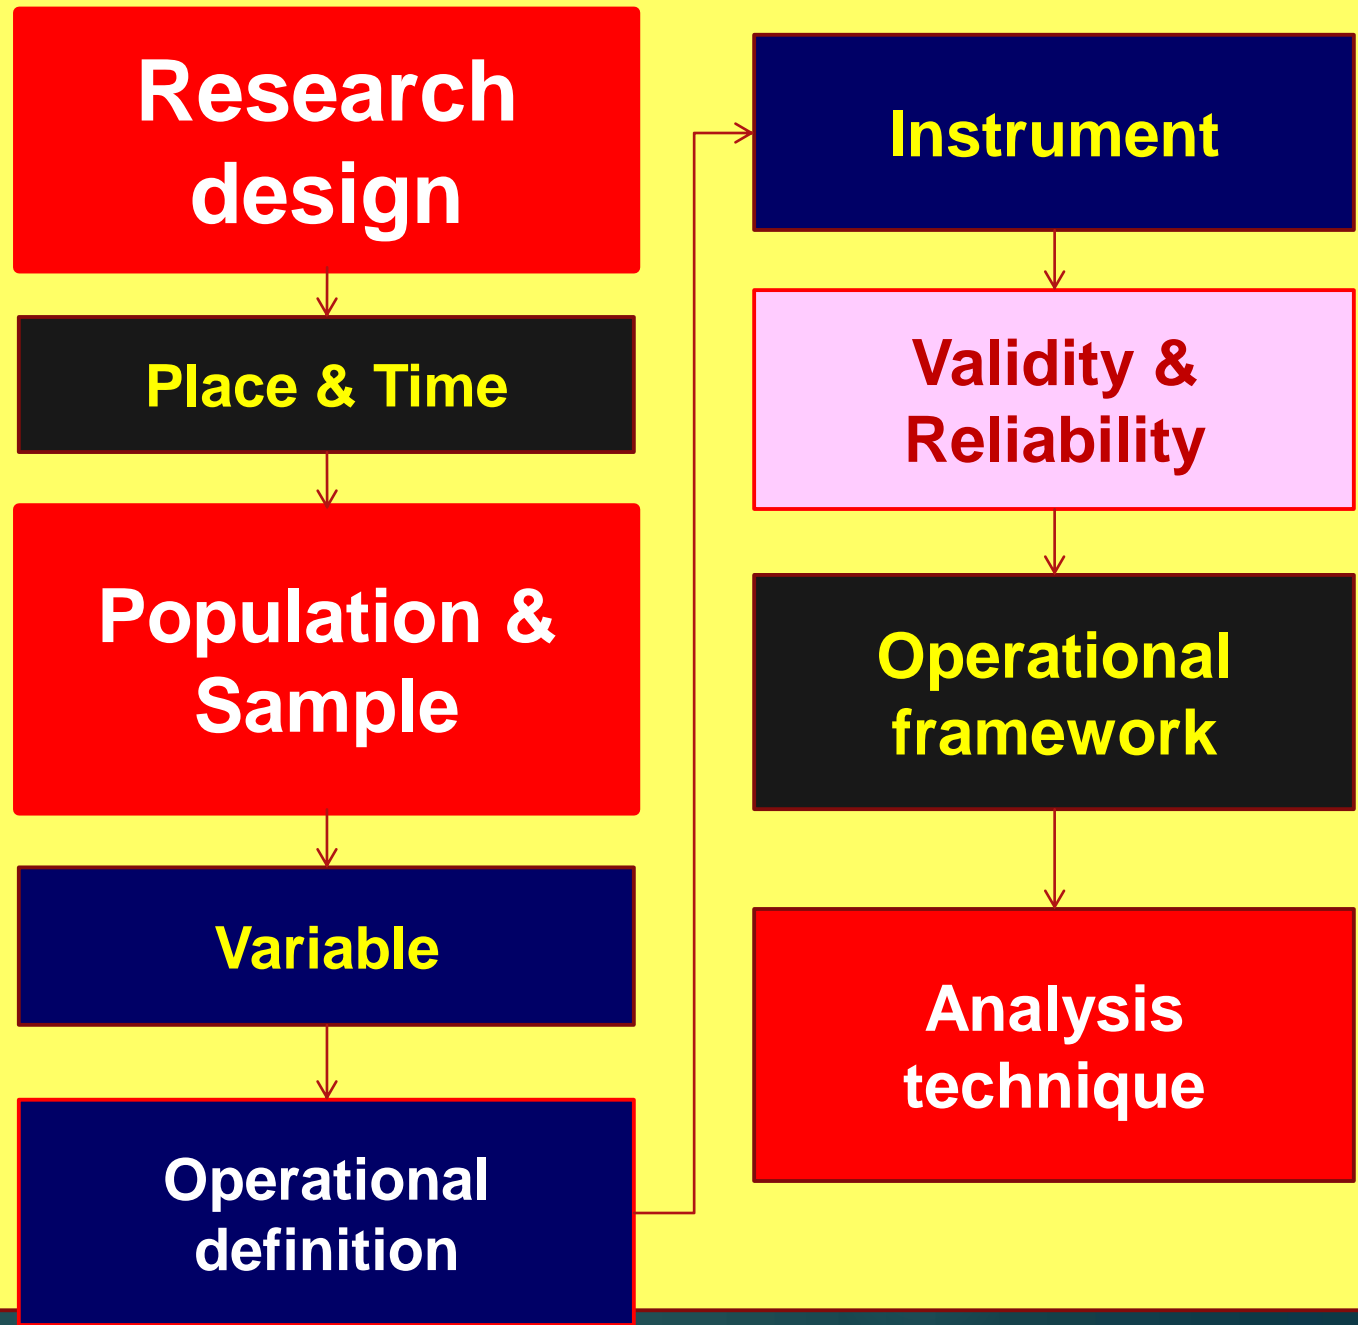 Research
design
Place & Time
Population &
Sample
Variable
Operational
definition
Instrument
Validity &
Reliability
Operational
framework
Analysis
technique